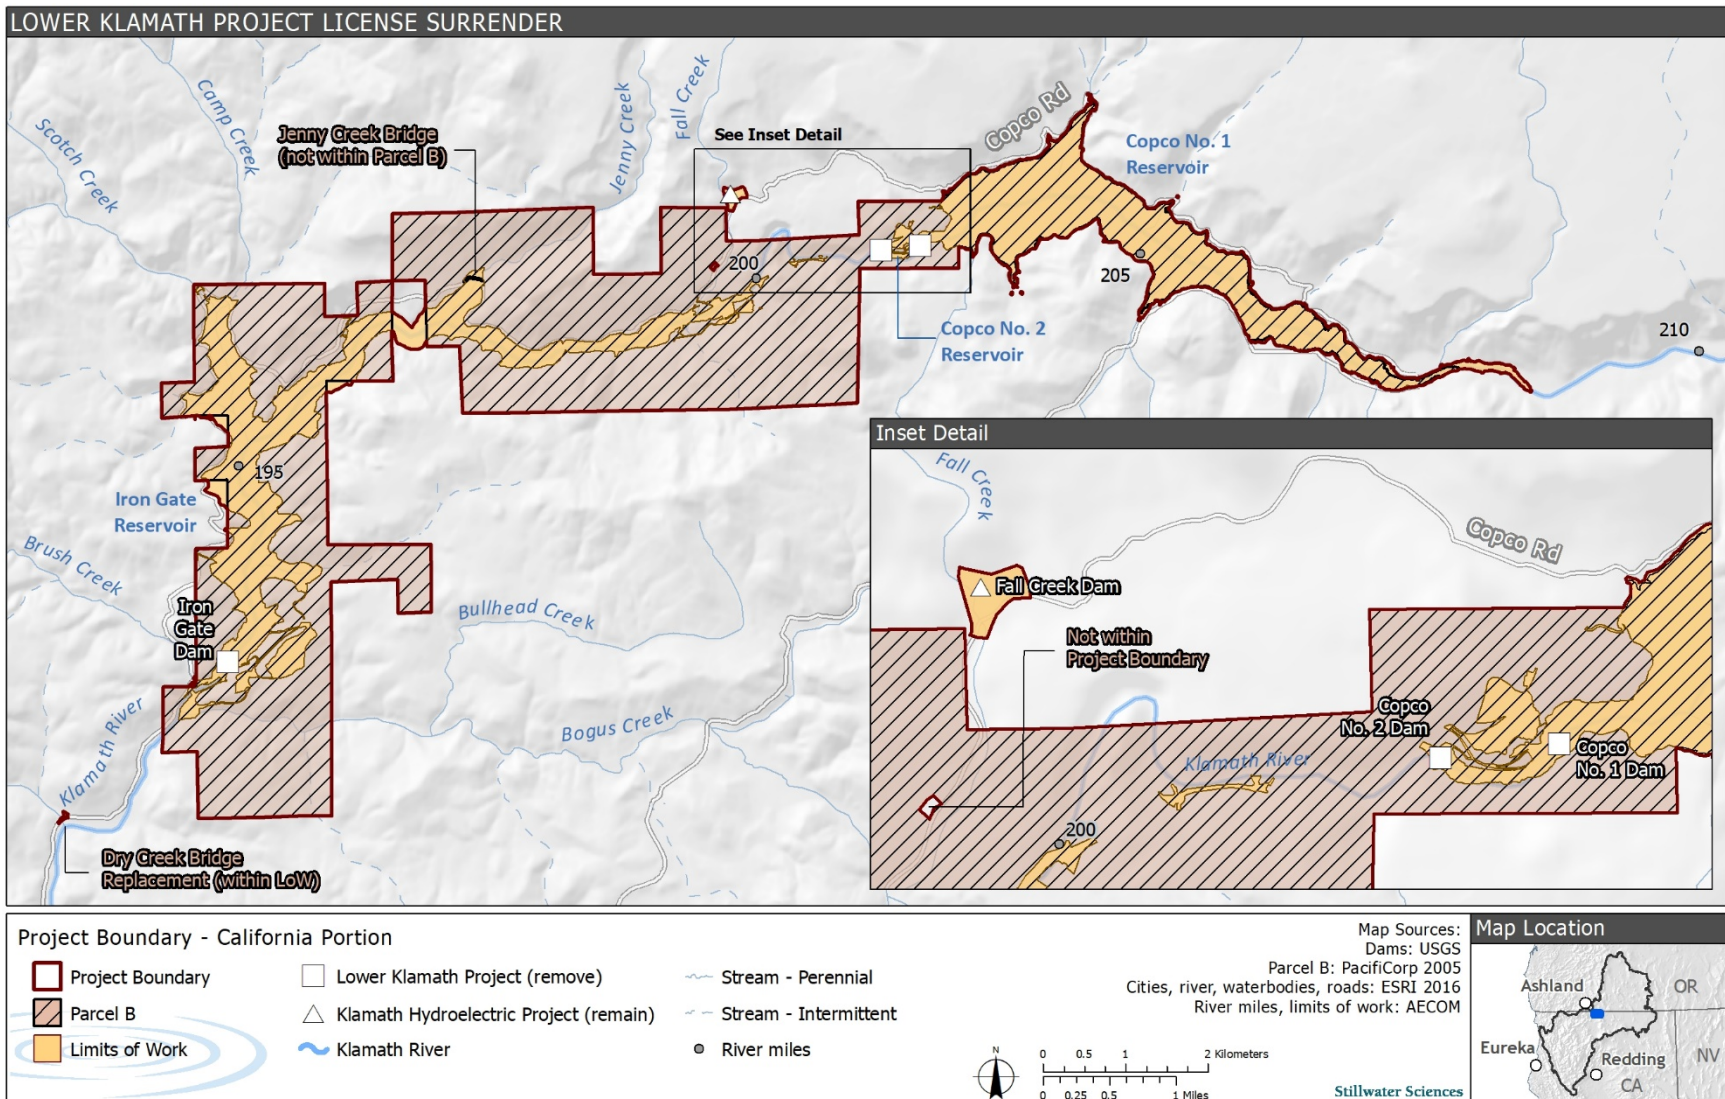 LOWER KLAMATH PROJECT LICENSE SURRENDER
Scotch Creek
Camp Creek
Jenny Creek Bridge
(not within Parcel B)
Jenny Creek
Fall Creek
See Inset Detail
Copco Rd
Copco No. 1
Reservoir
200
205
210
Copco No. 2
Reservoir
195
Iron Gate
Reservoir
Brush Creek
Iron
Gate
Dam
Bullhead Creek
Bogus Creek
Klamath River
Dry Creek Bridge
Replacement (within LoW)
Inset Detail
Fall Creek
Copco Rd
Fall Creek Dam
Not within
Project Boundary
Copco
No. 2 Dam
Klamath River
Copco
No. 1 Dam
200
Project Boundary - California Portion
Project Boundary
Parcel B
Limits of Work
Lower Klamath Project (remove)
Klamath Hydroelectric Project (remain)
Klamath River
Stream - Perennial
Stream - Intermittent
River miles
Map Sources:
Dams: USGS
Parcel B: PacifiCorp 2005
Cities, river, waterbodies, roads: ESRI 2016
River miles, limits of work: AECOM
N
0 0.5 1 2 Kilometers
0 0.25 0.5 1 Miles
Stillwater Sciences
Map Location
Ashland
OR
Eureka
Redding
NV
CA